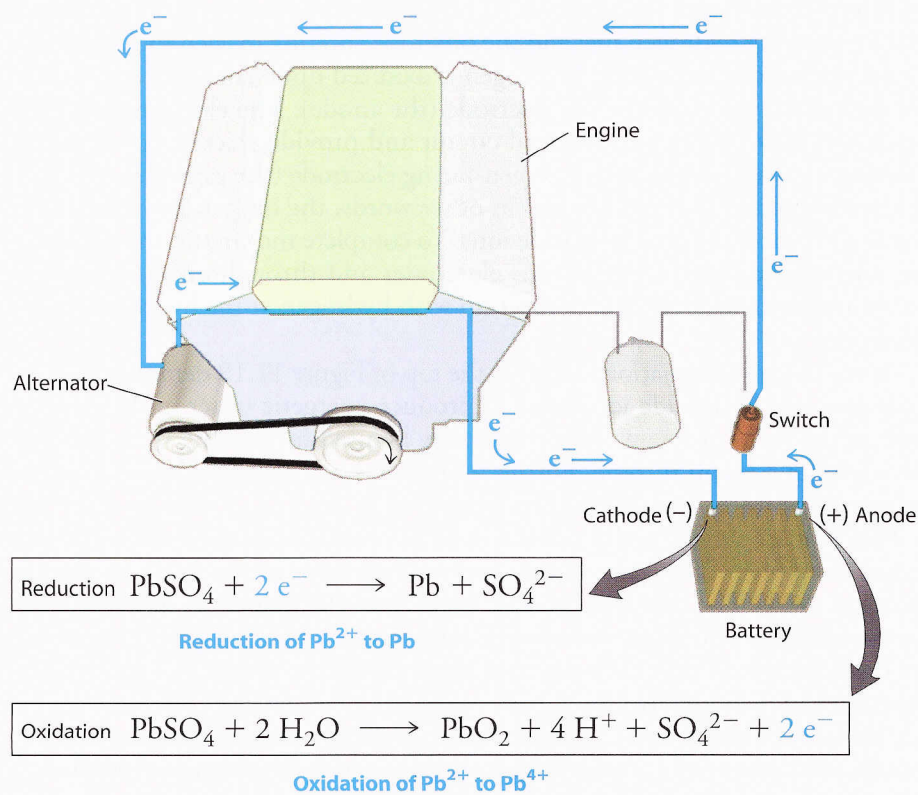 e⁻ e⁻ e⁻
Engine
e⁻
e⁻
Alternator
e⁻
Switch
e⁻
e⁻
Cathode (−) (+) Anode
Reduction PbSO₄ + 2 e⁻ ⟶ Pb + SO₄²⁻
Reduction of Pb²⁺ to Pb
Battery
Oxidation PbSO₄ + 2 H₂O ⟶ PbO₂ + 4 H⁺ + SO₄²⁻ + 2 e⁻
Oxidation of Pb²⁺ to Pb⁴⁺